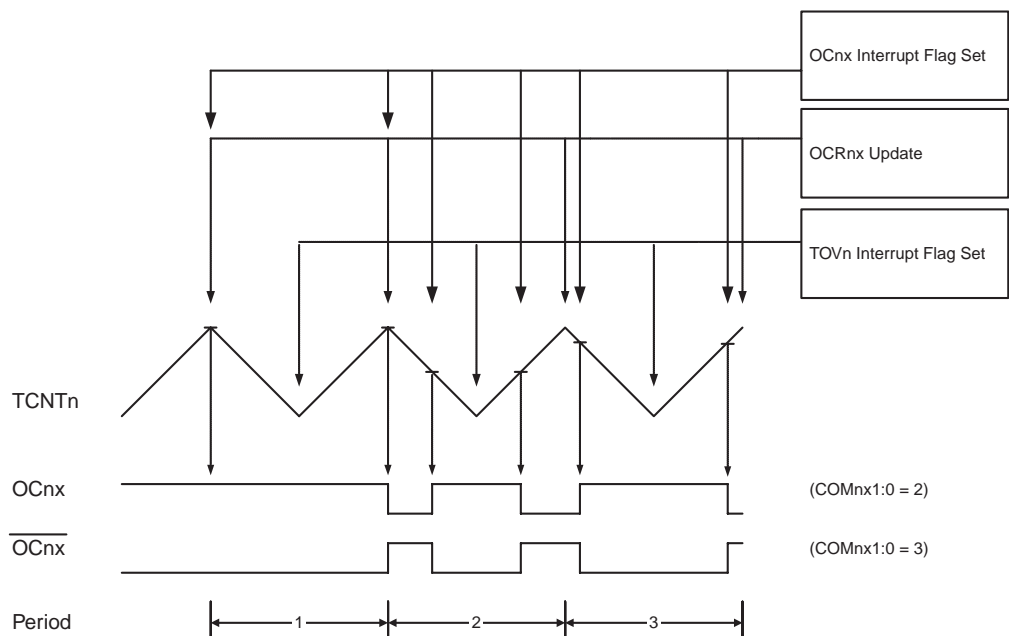 OCnx Interrupt Flag Set
OCRnx Update
TOVn Interrupt Flag Set
TCNTn
OCnx
(COMnx1:0 = 2)
OCnx
(COMnx1:0 = 3)
Period
1
2
3